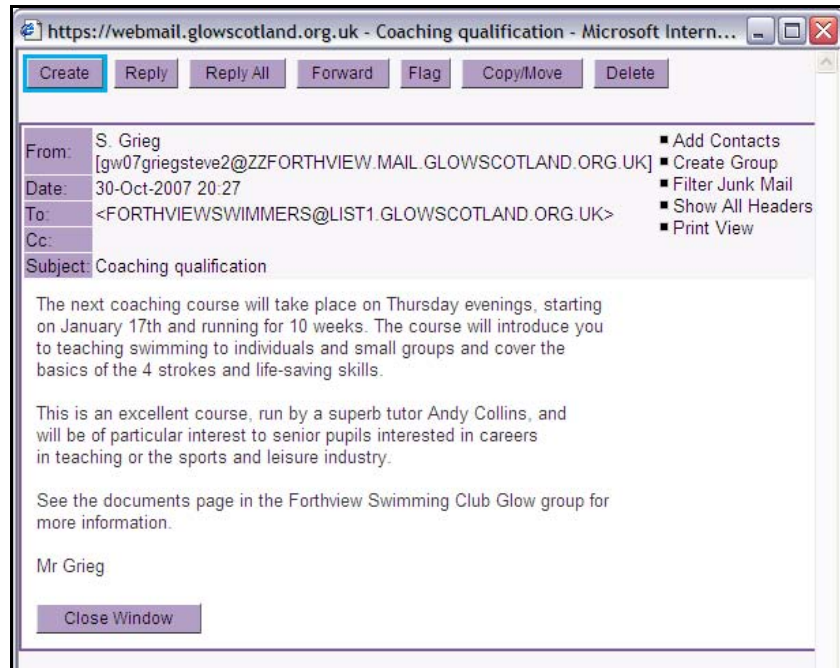 https://webmail.glowscotland.org.uk - Coaching qualification - Microsoft Intern...
Create Reply Reply All Forward Flag Copy/Move Delete
From: S. Grieg
[gw07griegsteve2@ZZFORTHVIEW.MAIL.GLOWSCOTLAND.ORG.UK]
Date: 30-Oct-2007 20:27
To: <FORTHVIEWSWIMMERS@LIST1.GLOWSCOTLAND.ORG.UK>
Cc:
Subject: Coaching qualification
Add Contacts
Create Group
Filter Junk Mail
Show All Headers
Print View
The next coaching course will take place on Thursday evenings, starting
on January 17th and running for 10 weeks. The course will introduce you
to teaching swimming to individuals and small groups and cover the
basics of the 4 strokes and life-saving skills.
This is an excellent course, run by a superb tutor Andy Collins, and
will be of particular interest to senior pupils interested in careers
in teaching or the sports and leisure industry.
See the documents page in the Forthview Swimming Club Glow group for
more information.
Mr Grieg
Close Window